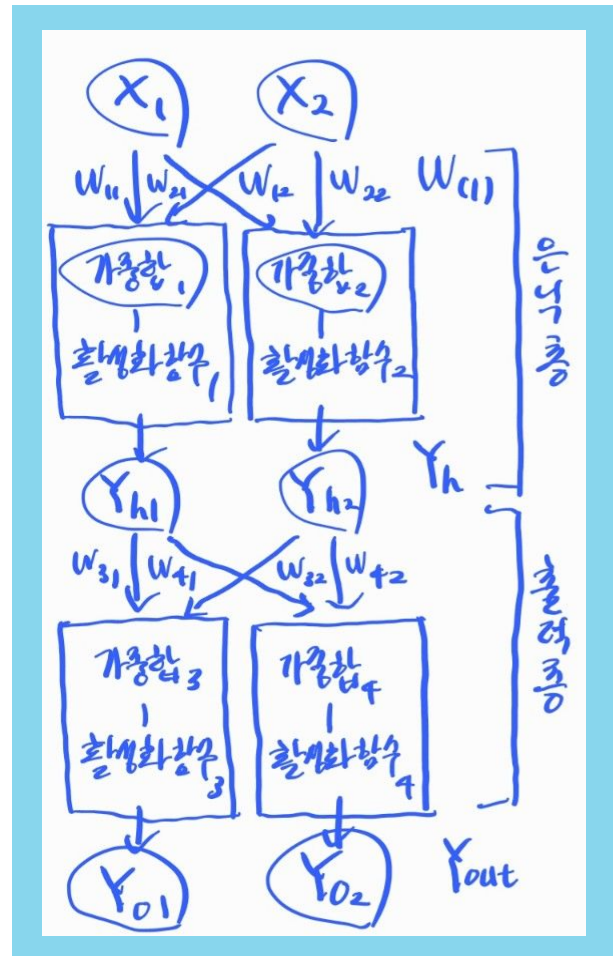 X1 X2
W11 W21 W12 W22 W(1)
가중합1 가중합2
활성화함수1 활성화함수2
은닉층
Yh1 Yh2 Yh
W31 W41 W32 W42
가중합3 가중합4
활성화함수3 활성화함수4
출력층
Yo1 Yo2 Yout